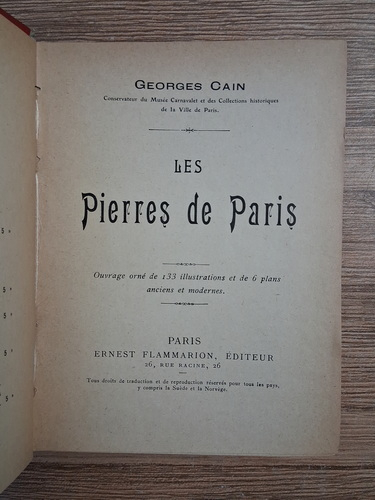 GEORGES CAIN
Conservateur du Musée Carnavalet et des Collections historiques
de la Ville de Paris.
LES
Pierres de Paris
Ouvrage orné de 133 illustrations et de 6 plans
anciens et modernes.
PARIS
ERNEST FLAMMARION, ÉDITEUR
26, RUE RACINE, 26
Tous droits de traduction et de reproduction réservés pour tous les pays,
y compris la Suède et la Norvège.